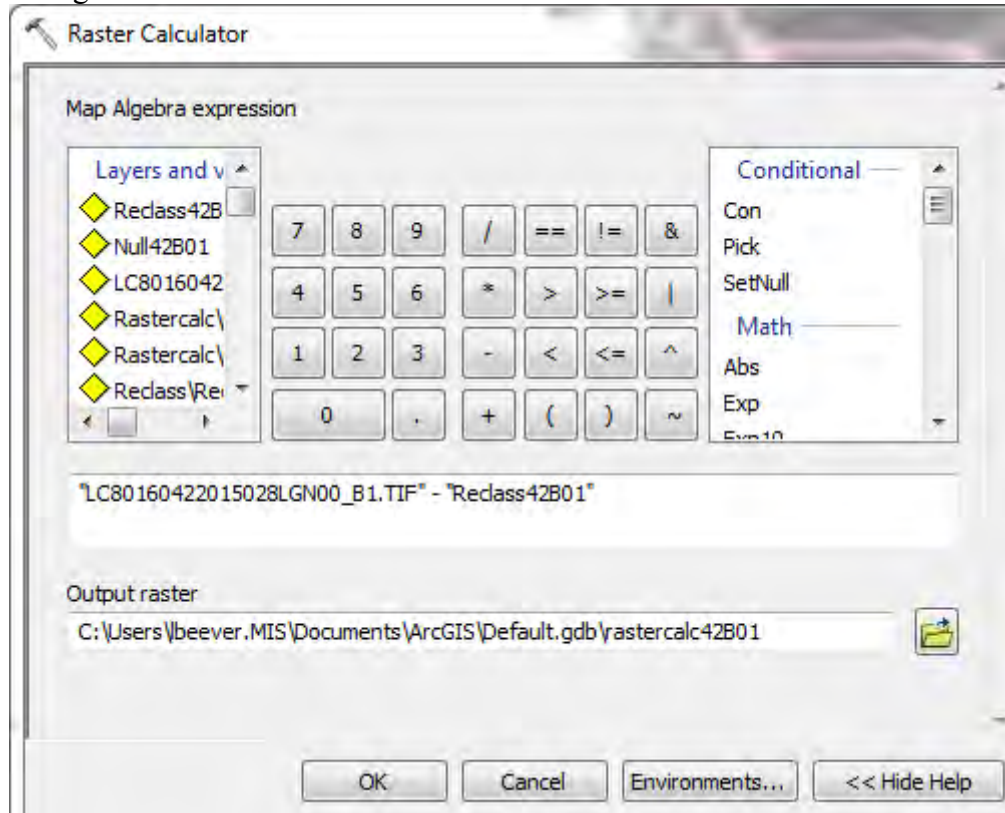 Raster Calculator
Map Algebra expression
Layers and v
Reclass42B
Null42B01
LC8016042
Rastercalc\
Rastercalc\
Reclass\Re
7 8 9 / == != &
4 5 6 * > >= |
1 2 3 - < <= ^
0 . + ( ) ~
Conditional
Con
Pick
SetNull
Math
Abs
Exp
Exp10
"LC80160422015028LGN00_B1.TIF" - "Reclass42B01"
Output raster
C:\Users\beever.MIS\Documents\ArcGIS\Default.gdb\rastercalc42B01
OK Cancel Environments... << Hide Help